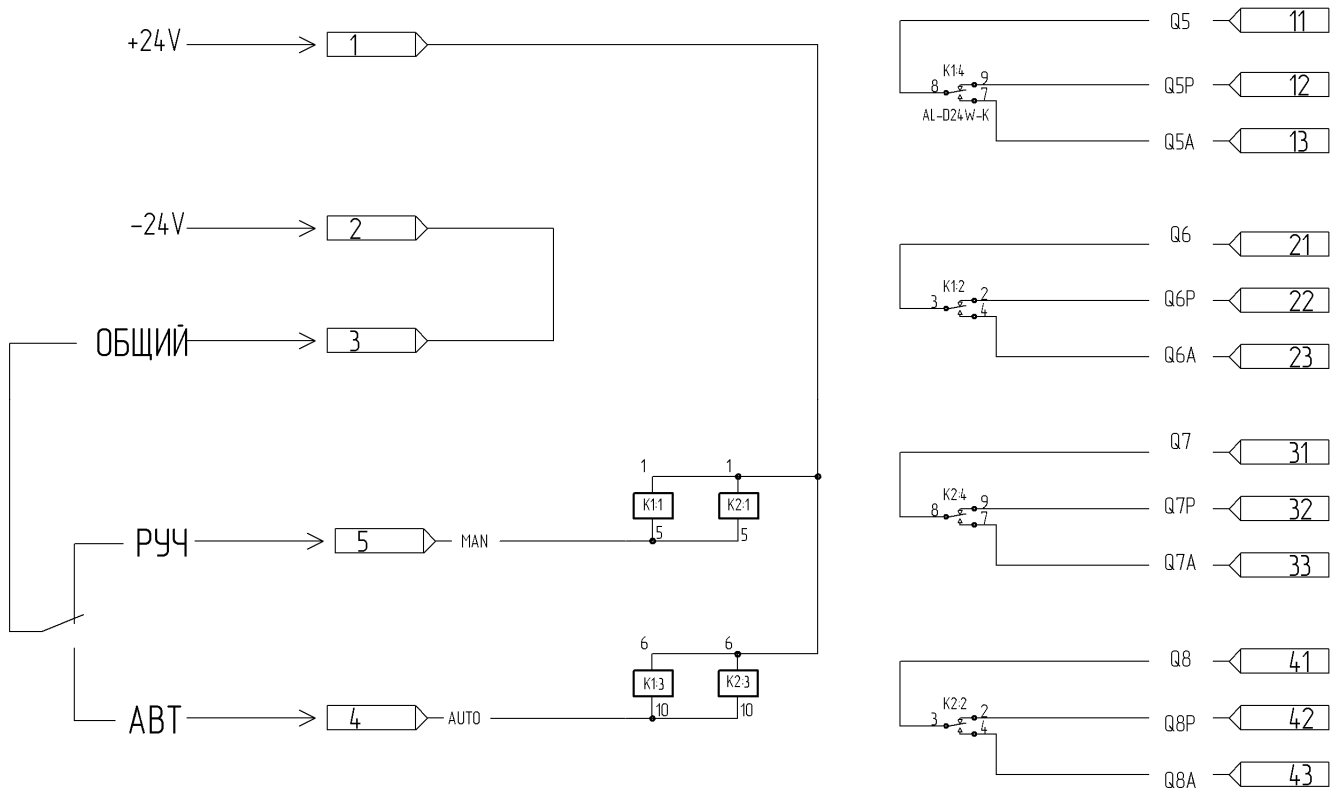 +24V
1
-24V
2
ОБЩИЙ
3
РУЧ
5
MAN
АВТ
4
AUTO
1
1
K1:1
K2:1
5
5
6
6
K1:3
K2:3
10
10
Q5
11
K1:4
8
9
7
AL-D24W-K
Q5P
12
Q5A
13
Q6
21
K1:2
3
2
4
Q6P
22
Q6A
23
Q7
31
K2:4
8
9
7
Q7P
32
Q7A
33
Q8
41
K2:2
3
2
4
Q8P
42
Q8A
43